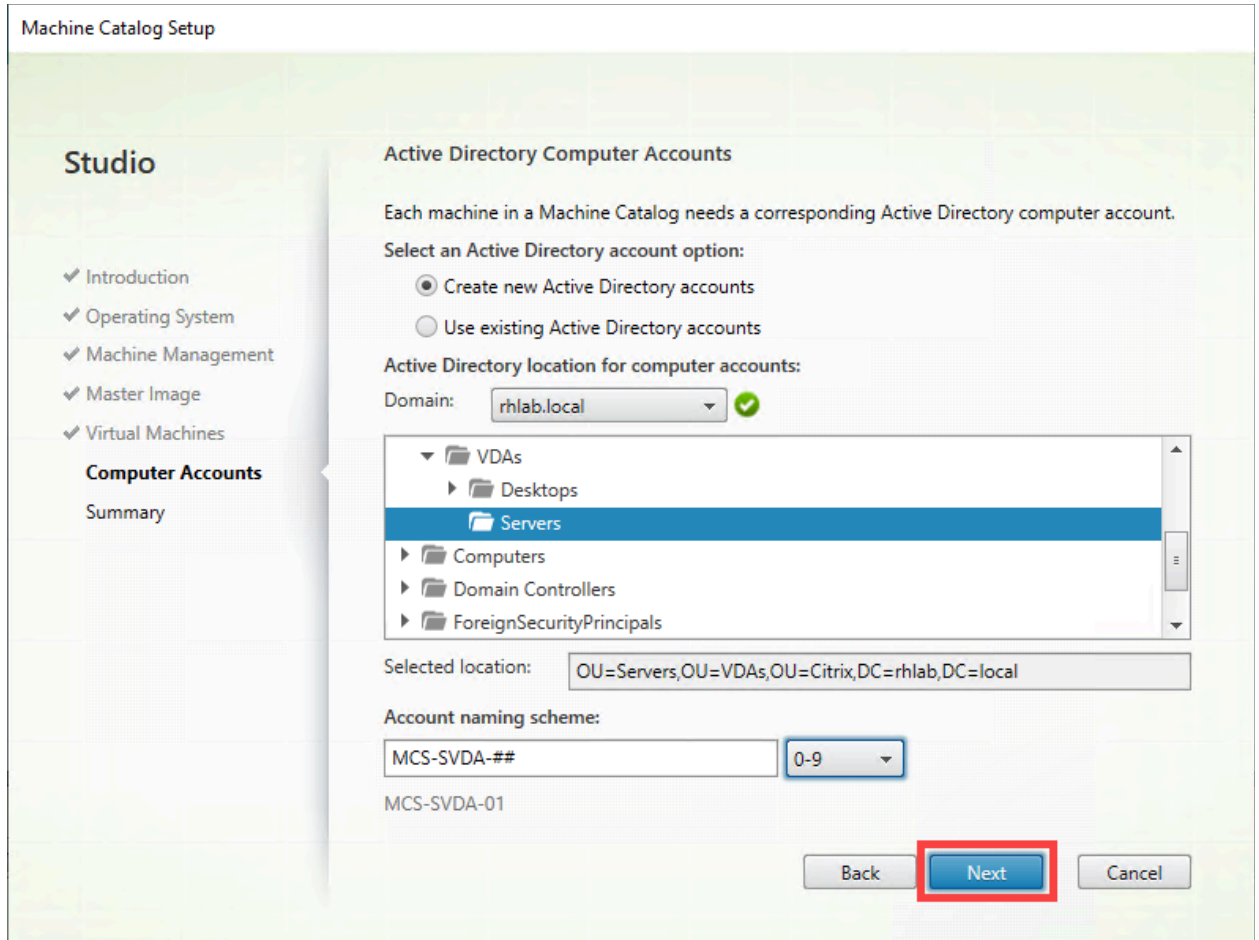 Machine Catalog Setup
Studio
Introduction
Operating System
Machine Management
Master Image
Virtual Machines
Computer Accounts
Summary
Active Directory Computer Accounts
Each machine in a Machine Catalog needs a corresponding Active Directory computer account.
Select an Active Directory account option:
Create new Active Directory accounts
Use existing Active Directory accounts
Active Directory location for computer accounts:
Domain: rhlab.local
VDAs
Desktops
Servers
Computers
Domain Controllers
ForeignSecurityPrincipals
Selected location: OU=Servers,OU=VDAs,OU=Citrix,DC=rhlab,DC=local
Account naming scheme:
MCS-SVDA-## 0-9
MCS-SVDA-01
Back Next Cancel